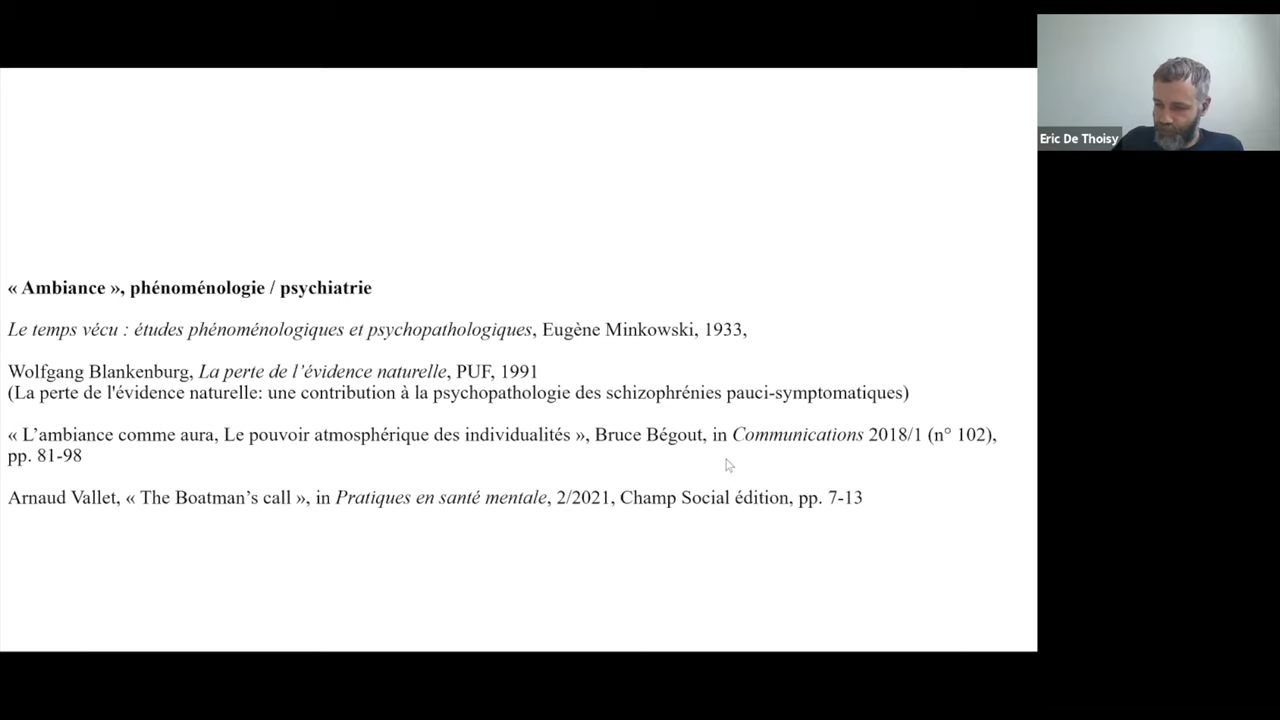 Eric De Thoisy
« Ambiance », phénoménologie / psychiatrie
Le temps vécu : études phénoménologiques et psychopathologiques, Eugène Minkowski, 1933,
Wolfgang Blankenburg, La perte de l’évidence naturelle, PUF, 1991
(La perte de l'évidence naturelle: une contribution à la psychopathologie des schizophrénies pauci-symptomatiques)
« L’ambiance comme aura, Le pouvoir atmosphérique des individualités », Bruce Bégout, in Communications 2018/1 (n° 102),
pp. 81-98
Arnaud Vallet, « The Boatman’s call », in Pratiques en santé mentale, 2/2021, Champ Social édition, pp. 7-13